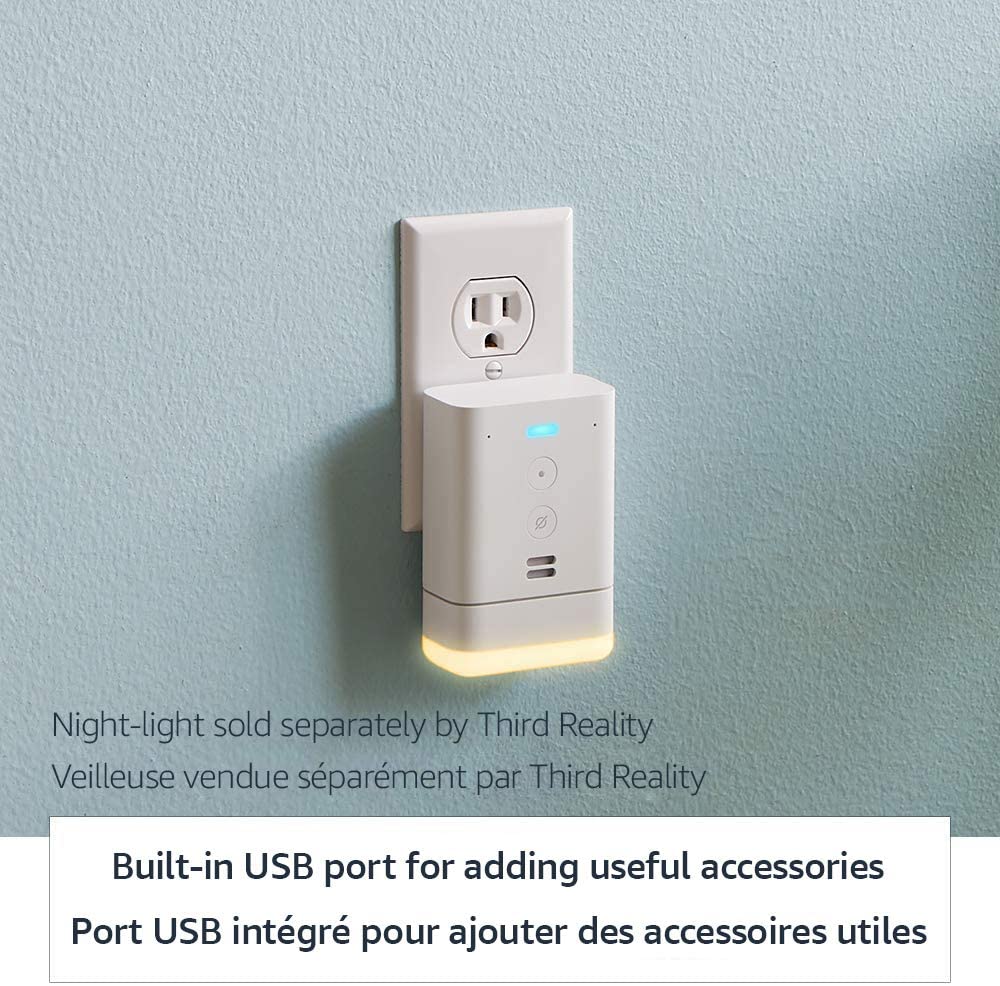 Night-light sold separately by Third Reality
Veilleuse vendue séparément par Third Reality
Built-in USB port for adding useful accessories
Port USB intégré pour ajouter des accessoires utiles